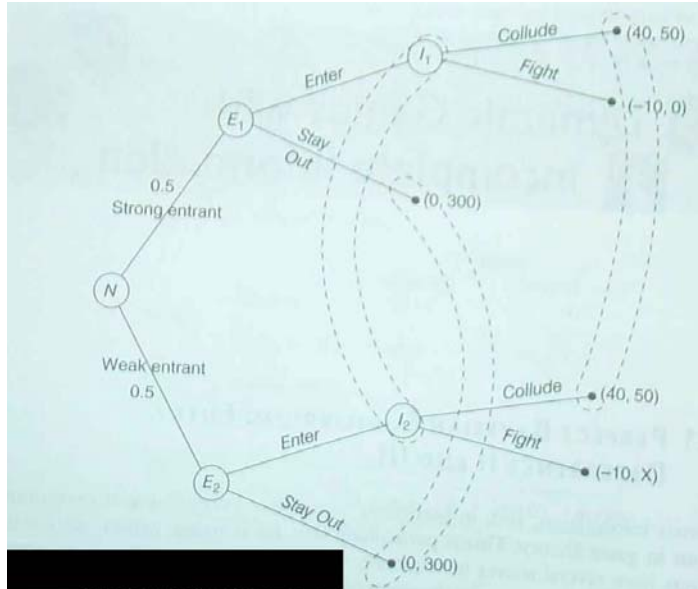 Collude
(40, 50)
I1
Enter
Fight
(−10, 0)
E1
Stay
Out
0.5
(0, 300)
Strong entrant
N
Weak entrant
0.5
Collude
(40, 50)
I2
Enter
Fight
(−10, X)
E2
Stay Out
(0, 300)